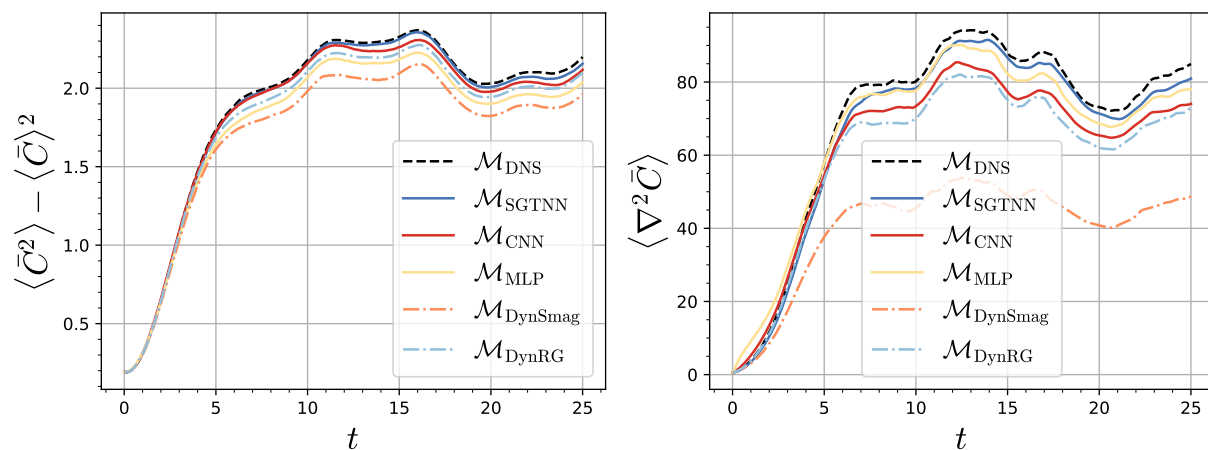 ⟨C̄²⟩ − ⟨C̄⟩²
2.0
1.5
1.0
0.5
0 5 10 15 20 25
t
ℳ_DNS
ℳ_SGTNN
ℳ_CNN
ℳ_MLP
ℳ_DynSmag
ℳ_DynRG
⟨∇²C̄⟩
80
60
40
20
0
0 5 10 15 20 25
t
ℳ_DNS
ℳ_SGTNN
ℳ_CNN
ℳ_MLP
ℳ_DynSmag
ℳ_DynRG